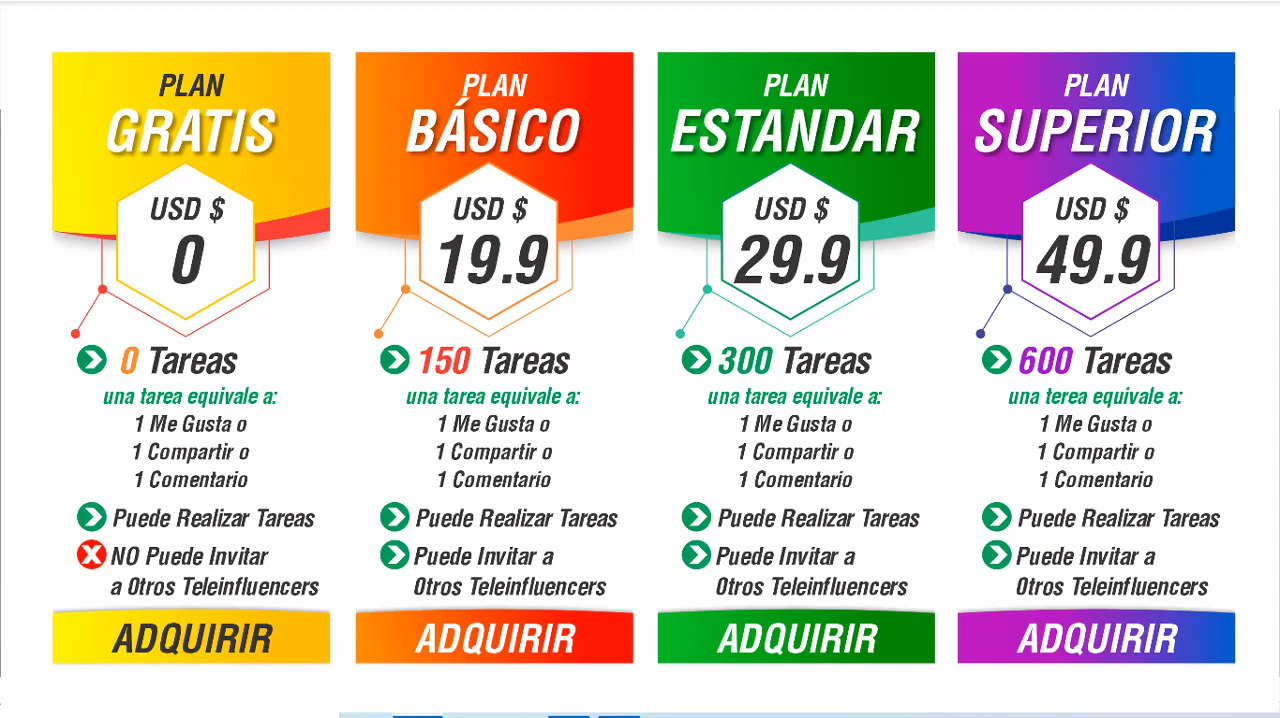 PLAN
GRATIS
USD $
0
0 Tareas
una tarea equivale a:
1 Me Gusta o
1 Compartir o
1 Comentario
Puede Realizar Tareas
NO Puede Invitar
a Otros Teleinfluencers
ADQUIRIR
PLAN
BÁSICO
USD $
19.9
150 Tareas
una tarea equivale a:
1 Me Gusta o
1 Compartir o
1 Comentario
Puede Realizar Tareas
Puede Invitar a
Otros Teleinfluencers
ADQUIRIR
PLAN
ESTANDAR
USD $
29.9
300 Tareas
una tarea equivale a:
1 Me Gusta o
1 Compartir o
1 Comentario
Puede Realizar Tareas
Puede Invitar a
Otros Teleinfluencers
ADQUIRIR
PLAN
SUPERIOR
USD $
49.9
600 Tareas
una terea equivale a:
1 Me Gusta o
1 Compartir o
1 Comentario
Puede Realizar Tareas
Puede Invitar a
Otros Teleinfluencers
ADQUIRIR